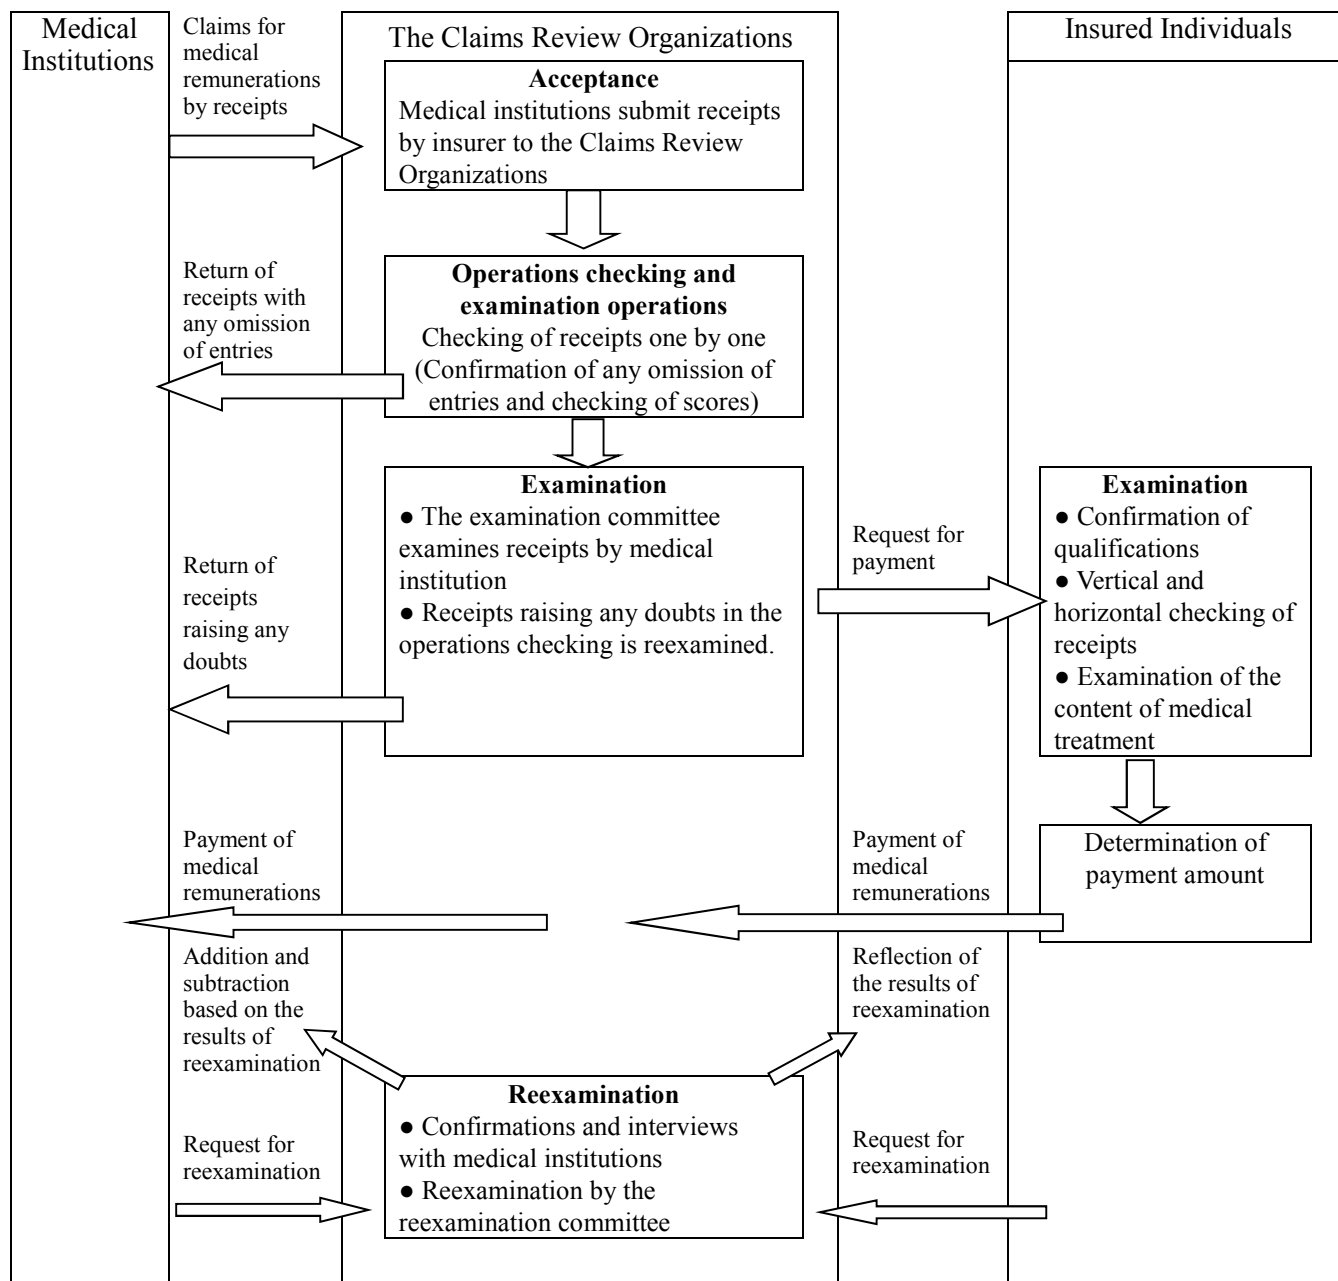 Medical
Institutions
Claims for
medical
remunerations
by receipts
The Claims Review Organizations
Insured Individuals
Acceptance
Medical institutions submit receipts
by insurer to the Claims Review
Organizations
Return of
receipts with
any omission
of entries
Operations checking and
examination operations
Checking of receipts one by one
(Confirmation of any omission of
entries and checking of scores)
Return of
receipts
raising any
doubts
Examination
● The examination committee
examines receipts by medical
institution
● Receipts raising any doubts in the
operations checking is reexamined.
Request for
payment
Examination
● Confirmation of
qualifications
● Vertical and
horizontal checking of
receipts
● Examination of the
content of medical
treatment
Payment of
medical
remunerations
Payment of
medical
remunerations
Determination of
payment amount
Addition and
subtraction
based on the
results of
reexamination
Reflection of
the results of
reexamination
Request for
reexamination
Reexamination
● Confirmations and interviews
with medical institutions
● Reexamination by the
reexamination committee
Request for
reexamination